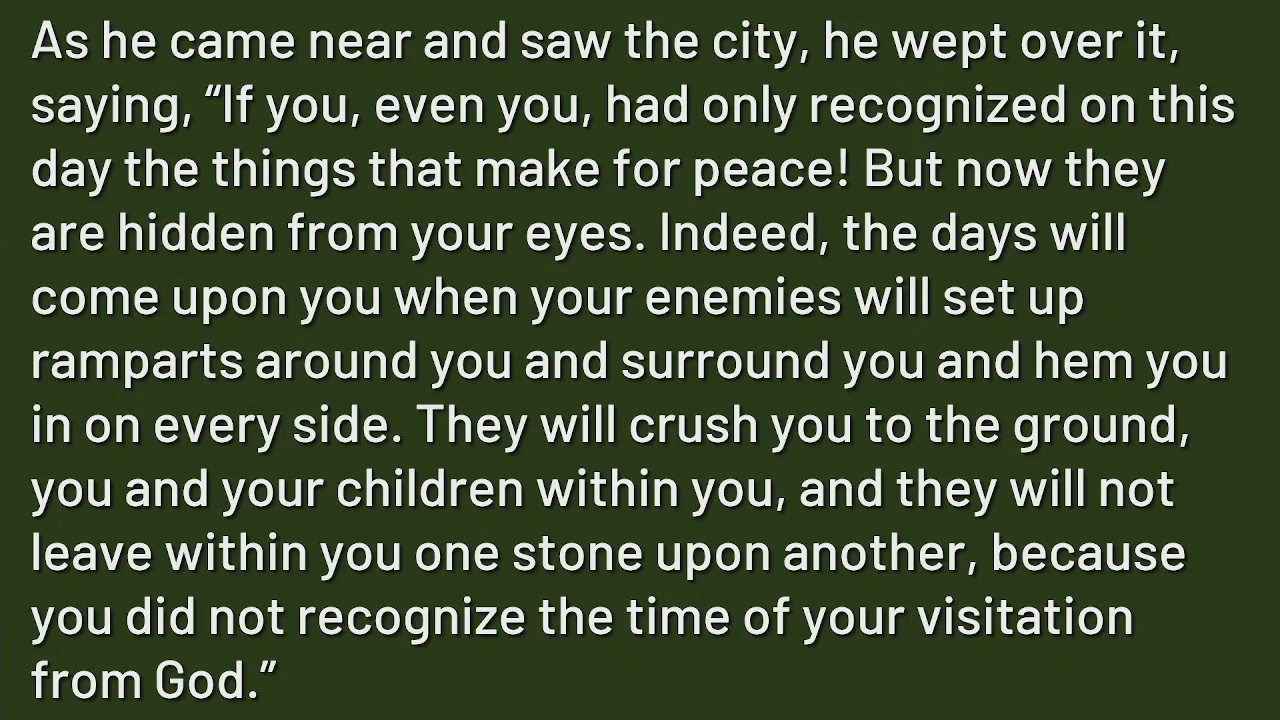 As he came near and saw the city, he wept over it,
saying, “If you, even you, had only recognized on this
day the things that make for peace! But now they
are hidden from your eyes. Indeed, the days will
come upon you when your enemies will set up
ramparts around you and surround you and hem you
in on every side. They will crush you to the ground,
you and your children within you, and they will not
leave within you one stone upon another, because
you did not recognize the time of your visitation
from God.”